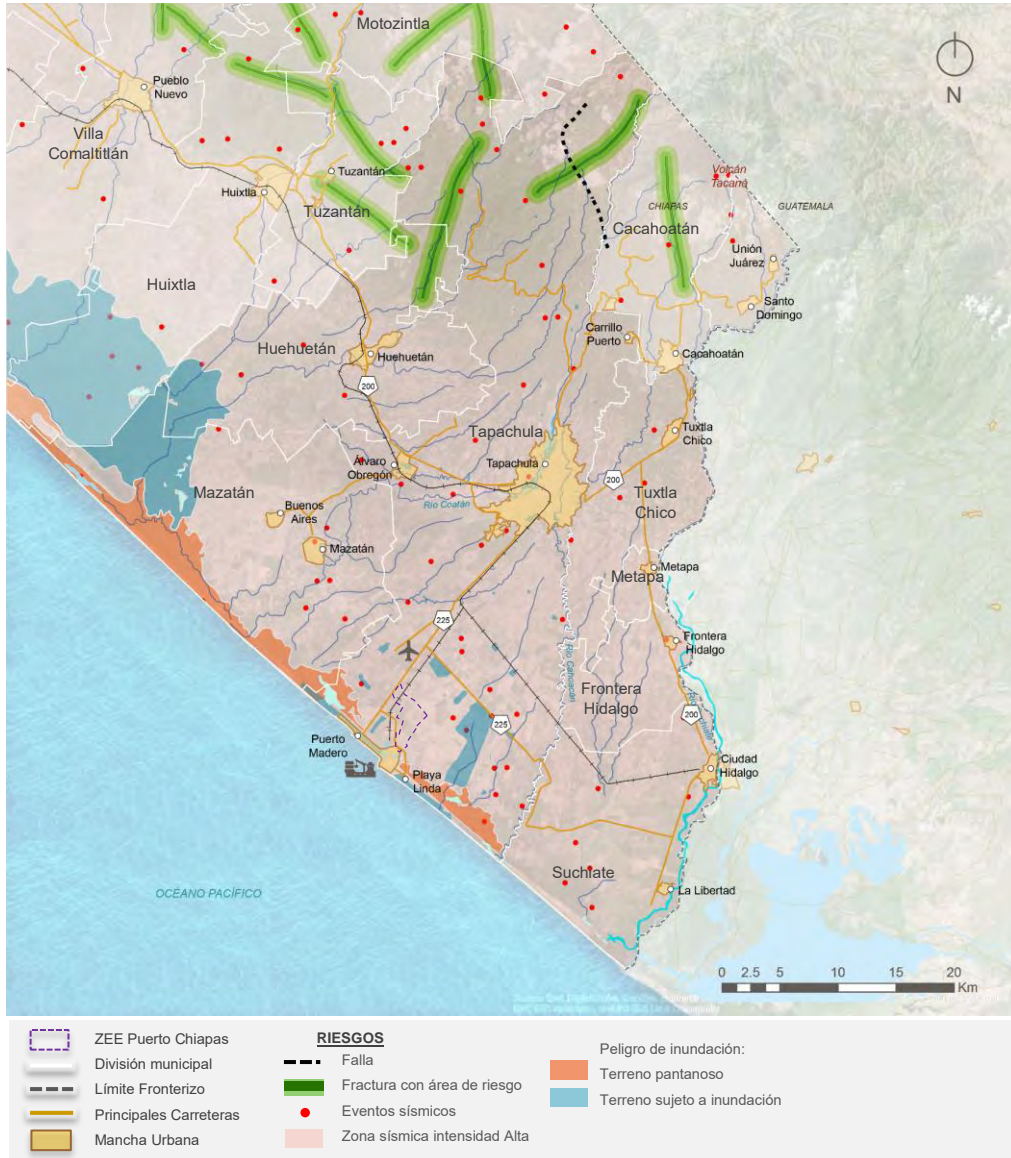 Motozintla
N
Pueblo
Nuevo
Villa
Comaltitlán
Tuzantán
Huixtla
Tuzantán
Volcán
Tacaná
CHIAPAS
GUATEMALA
Cacahoatán
Unión
Juárez
Huixtla
Santo
Domingo
Carrillo
Puerto
Huehuetán
Huehuetán
Cacahoatán
200
Tapachula
Tuxtla
Chico
Álvaro
Obregón
Tapachula
200
Mazatán
Tuxtla
Chico
Río Coatán
Buenos
Aires
Mazatán
Metapa
Metapa
225
Frontera
Hidalgo
Río Cahoacán
Frontera
Hidalgo
200
225
Puerto
Madero
Ciudad
Hidalgo
Playa
Linda
Suchiate
La Libertad
OCÉANO PACÍFICO
0 2.5 5 10 15 20
Km
ZEE Puerto Chiapas
División municipal
Límite Fronterizo
Principales Carreteras
Mancha Urbana
RIESGOS
Falla
Fractura con área de riesgo
Eventos sísmicos
Zona sísmica intensidad Alta
Peligro de inundación:
Terreno pantanoso
Terreno sujeto a inundación